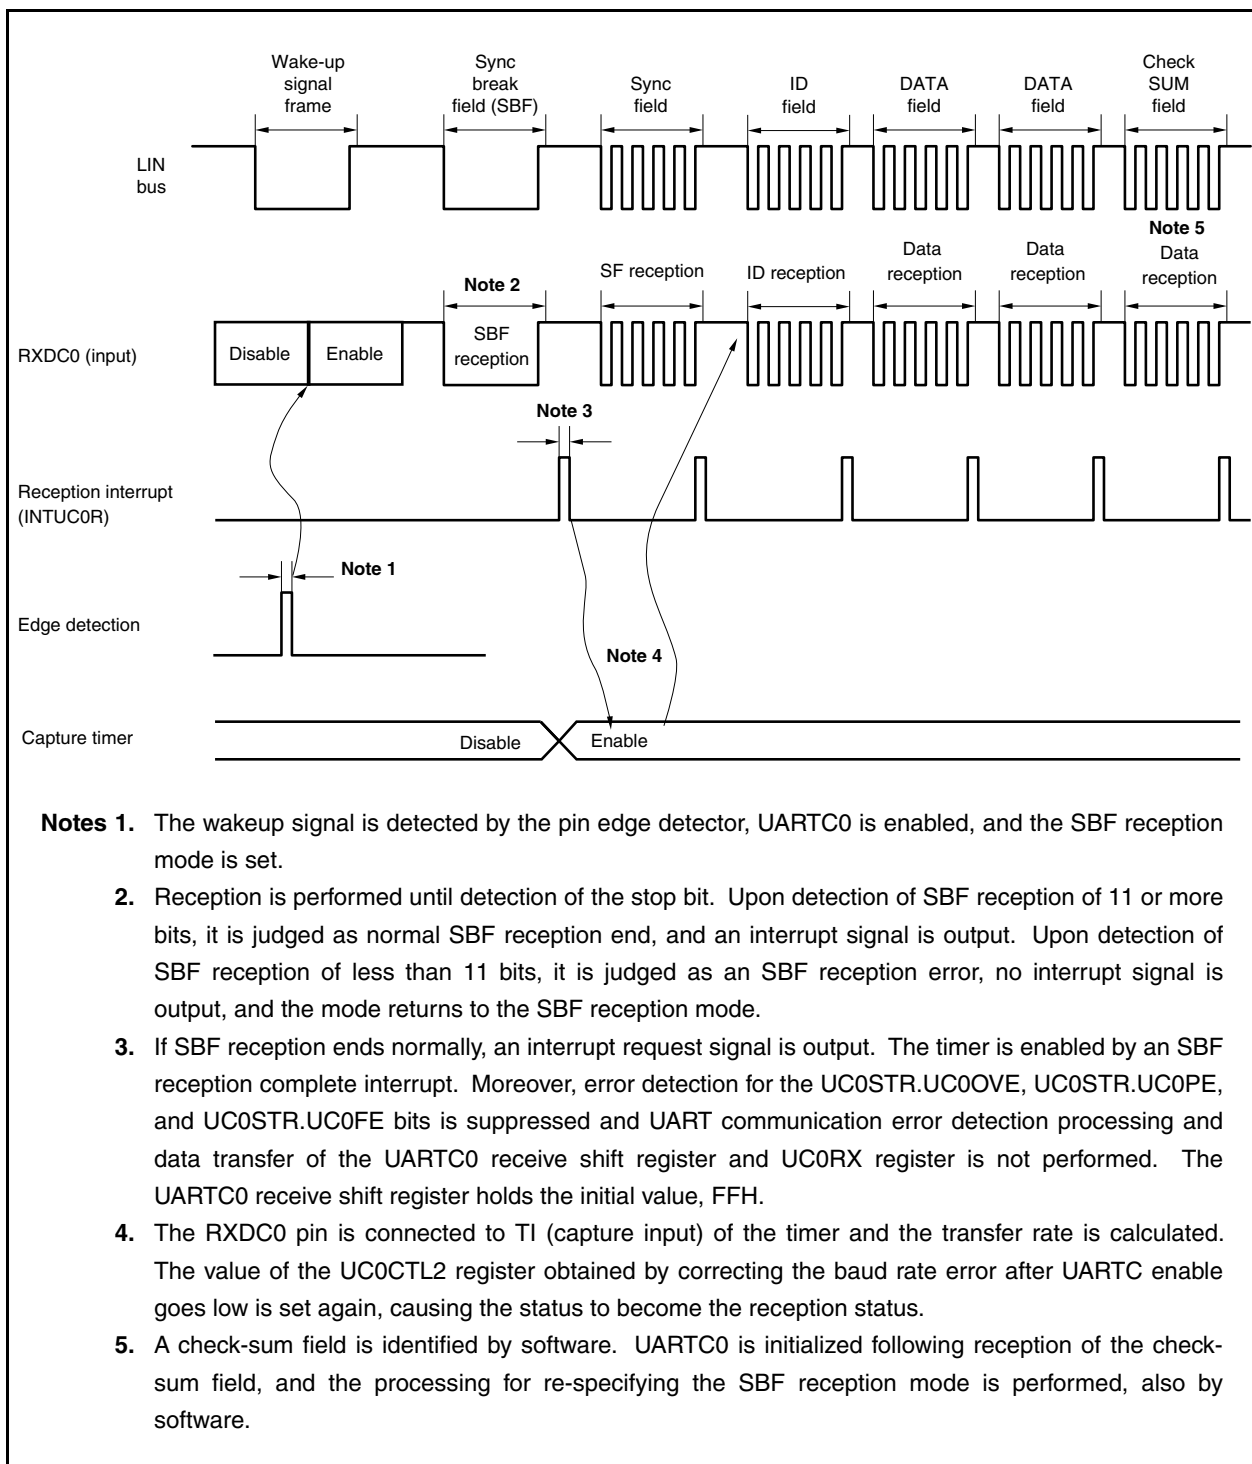 Wake-up
signal
frame
Sync
break
field (SBF)
Sync
field
ID
field
DATA
field
DATA
field
Check
SUM
field
LIN
bus
Note 5
Note 2
SF reception
ID reception
Data
reception
Data
reception
Data
reception
RXDC0 (input)
Disable
Enable
SBF
reception
Note 3
Reception interrupt
(INTUC0R)
Note 1
Edge detection
Note 4
Capture timer
Disable
Enable
Notes 1. The wakeup signal is detected by the pin edge detector, UARTC0 is enabled, and the SBF reception
mode is set.
2. Reception is performed until detection of the stop bit. Upon detection of SBF reception of 11 or more
bits, it is judged as normal SBF reception end, and an interrupt signal is output. Upon detection of
SBF reception of less than 11 bits, it is judged as an SBF reception error, no interrupt signal is
output, and the mode returns to the SBF reception mode.
3. If SBF reception ends normally, an interrupt request signal is output. The timer is enabled by an SBF
reception complete interrupt. Moreover, error detection for the UC0STR.UC0OVE, UC0STR.UC0PE,
and UC0STR.UC0FE bits is suppressed and UART communication error detection processing and
data transfer of the UARTC0 receive shift register and UC0RX register is not performed. The
UARTC0 receive shift register holds the initial value, FFH.
4. The RXDC0 pin is connected to TI (capture input) of the timer and the transfer rate is calculated.
The value of the UC0CTL2 register obtained by correcting the baud rate error after UARTC enable
goes low is set again, causing the status to become the reception status.
5. A check-sum field is identified by software. UARTC0 is initialized following reception of the check-
sum field, and the processing for re-specifying the SBF reception mode is performed, also by
software.